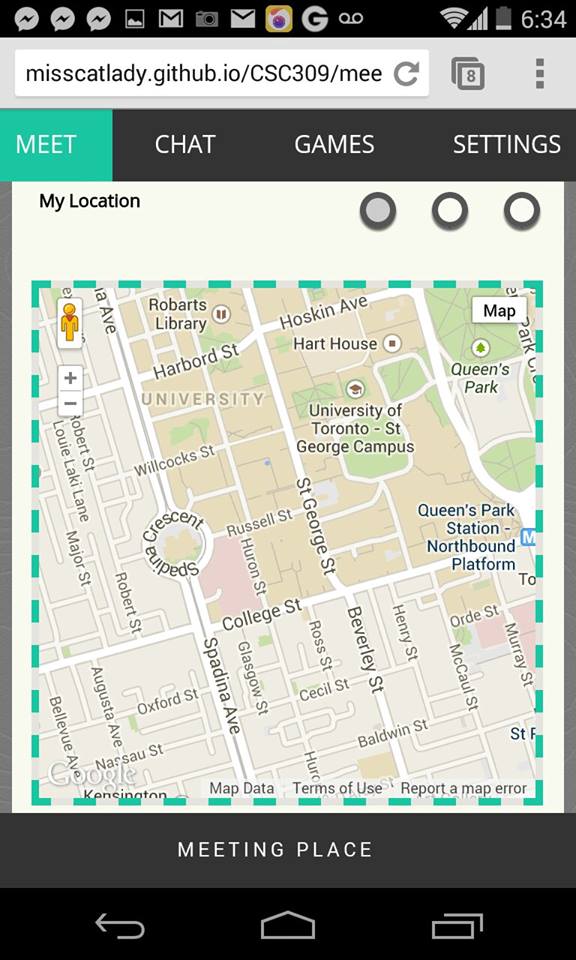 6:34
misscatlady.github.io/CSC309/mee
8
MEET
CHAT
GAMES
SETTINGS
My Location
Map
Robarts
Library
Hoskin Ave
Hart House
Harbord St
Queen's
Park
UNIVERSITY
University of
Toronto - St
George Campus
Robert St
Louie Laki Lane
Willcocks St
Major St
Spadina Crescent
Russell St
St George St
Queen's Park
Station -
Northbound
Platform
Huron St
Robert St
College St
To
Orde St
Murray St
Spadina Ave
Glasgow St
Ross St
Beverley St
Henry St
McCaul St
Augusta Ave
Bellevue Ave
Oxford St
Cecil St
Baldwin St
Nassau St
Kensington
Google
Map Data
Terms of Use
Report a map error
MEETING PLACE